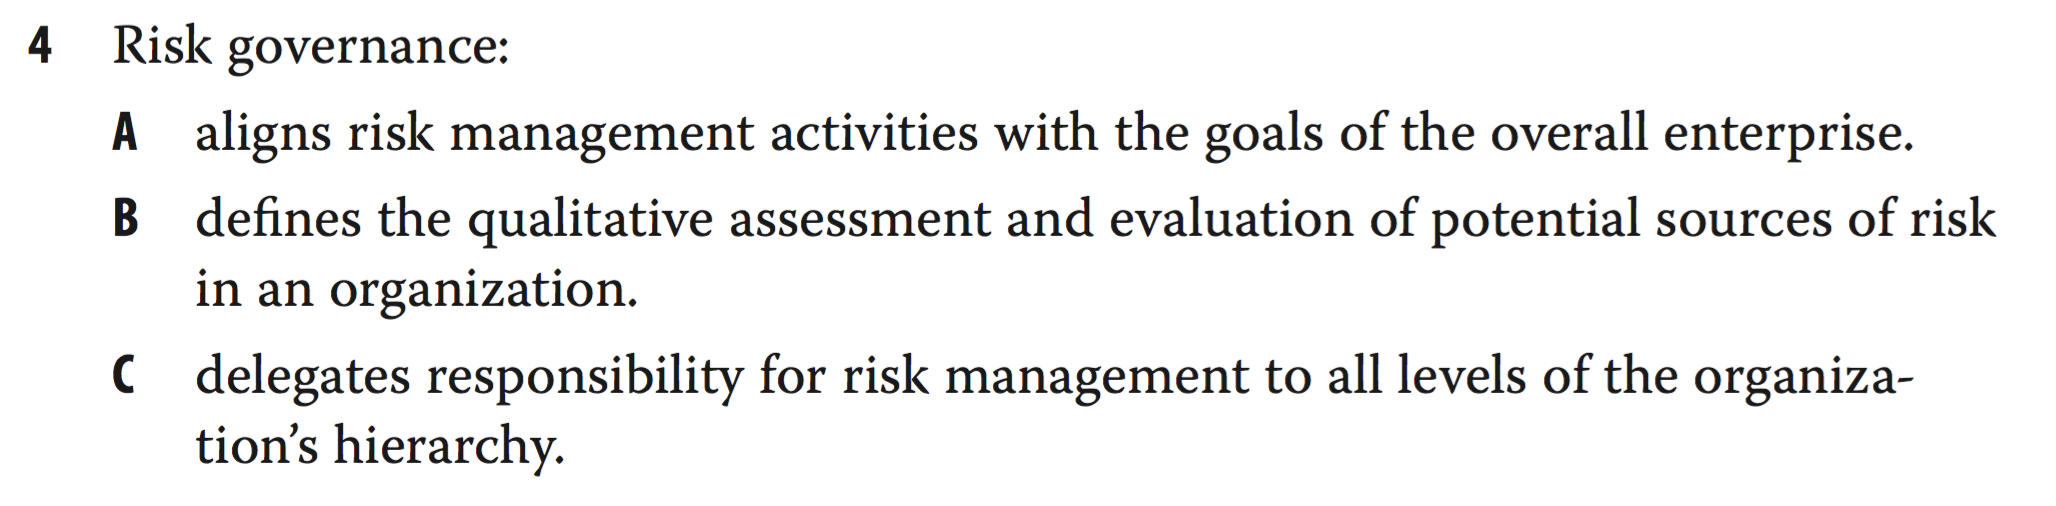 4 Risk governance:
A aligns risk management activities with the goals of the overall enterprise.
B defines the qualitative assessment and evaluation of potential sources of risk
in an organization.
C delegates responsibility for risk management to all levels of the organiza-
tion’s hierarchy.